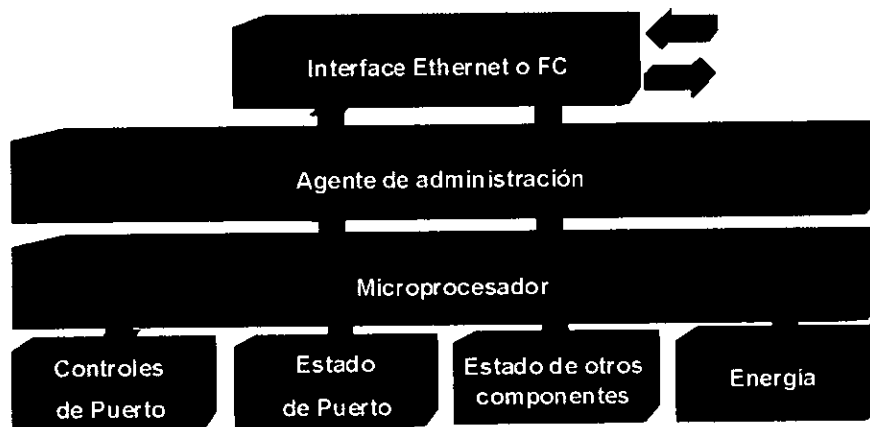 Interface Ethernet o FC
Agente de administración
Microprocesador
Controles
de Puerto
Estado
de Puerto
Estado de otros
componentes
Energía